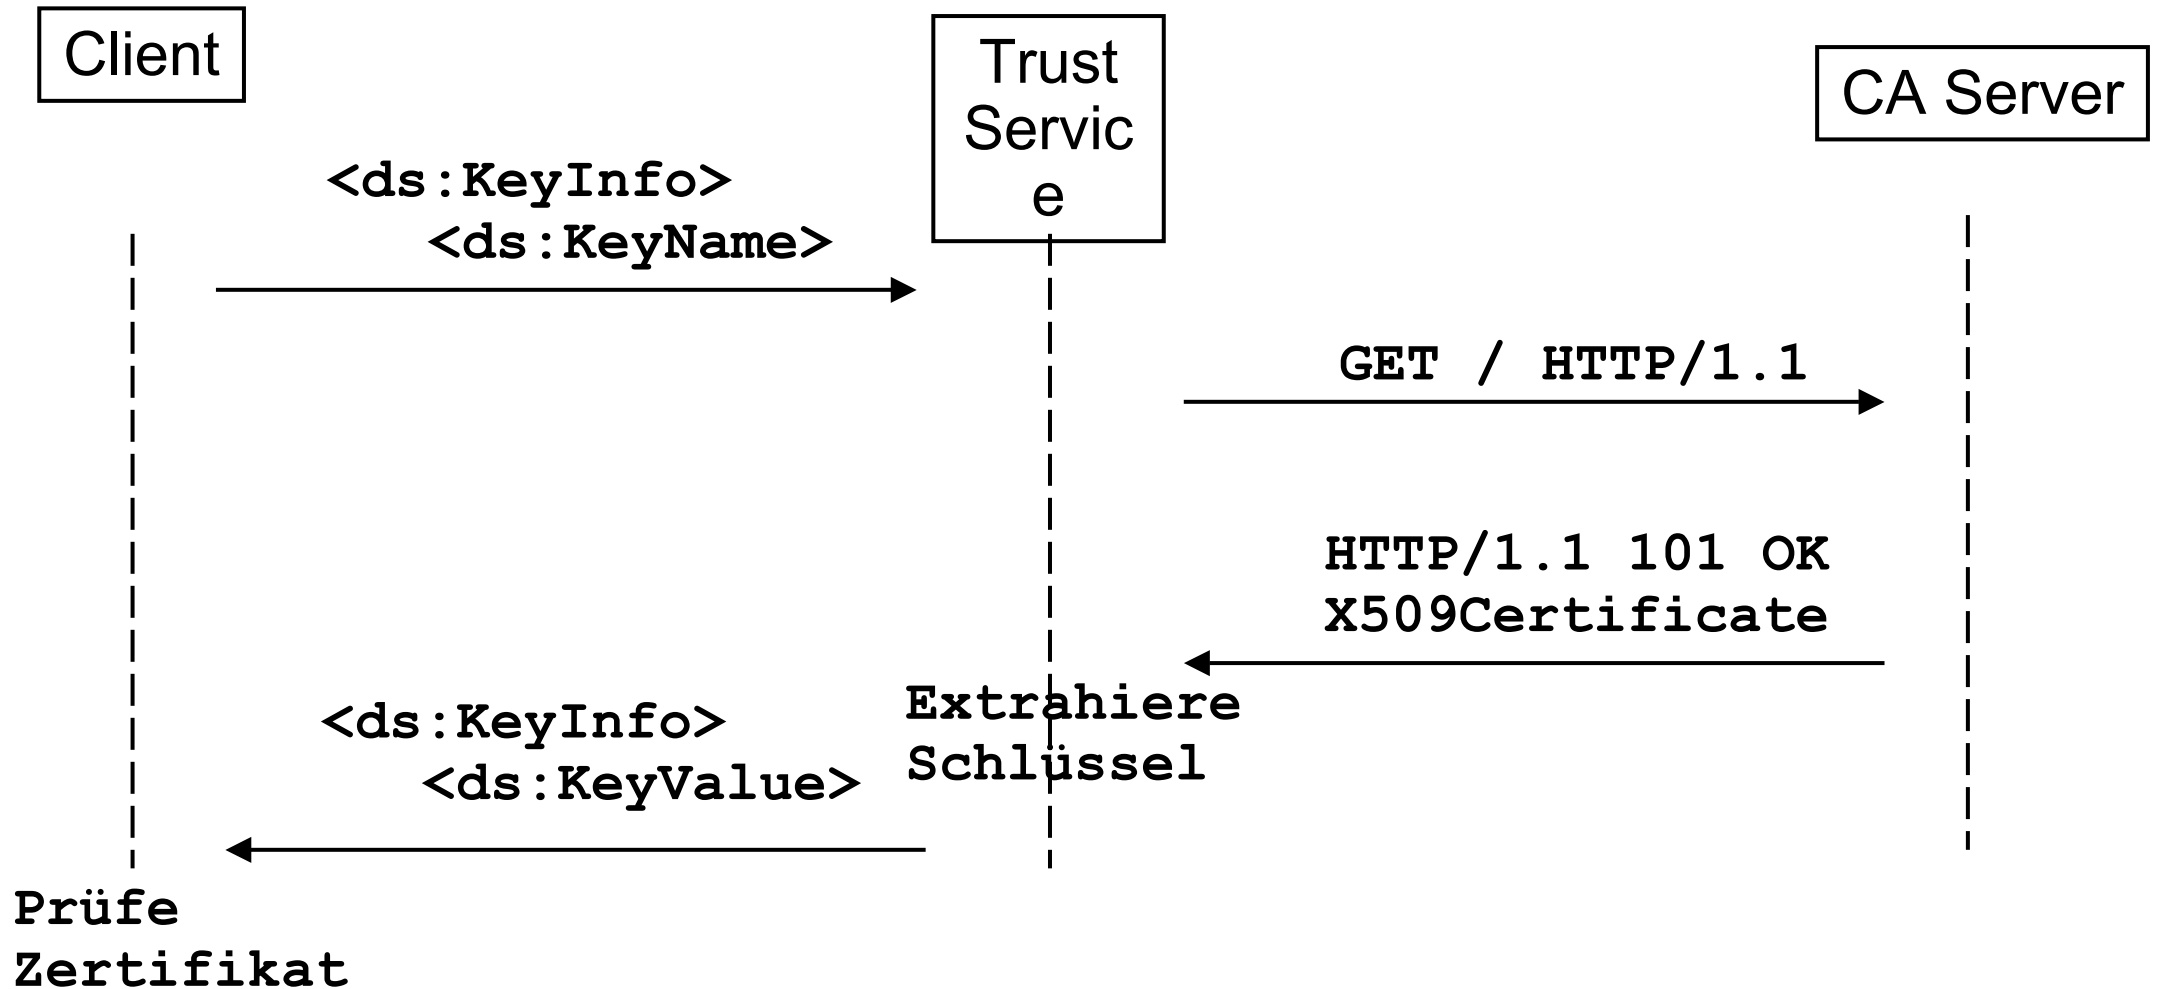 Client
Trust
Servic
e
CA Server
<ds:KeyInfo>
<ds:KeyName>
GET / HTTP/1.1
HTTP/1.1 101 OK
X509Certificate
Extrahiere
Schlüssel
<ds:KeyInfo>
<ds:KeyValue>
Prüfe
Zertifikat